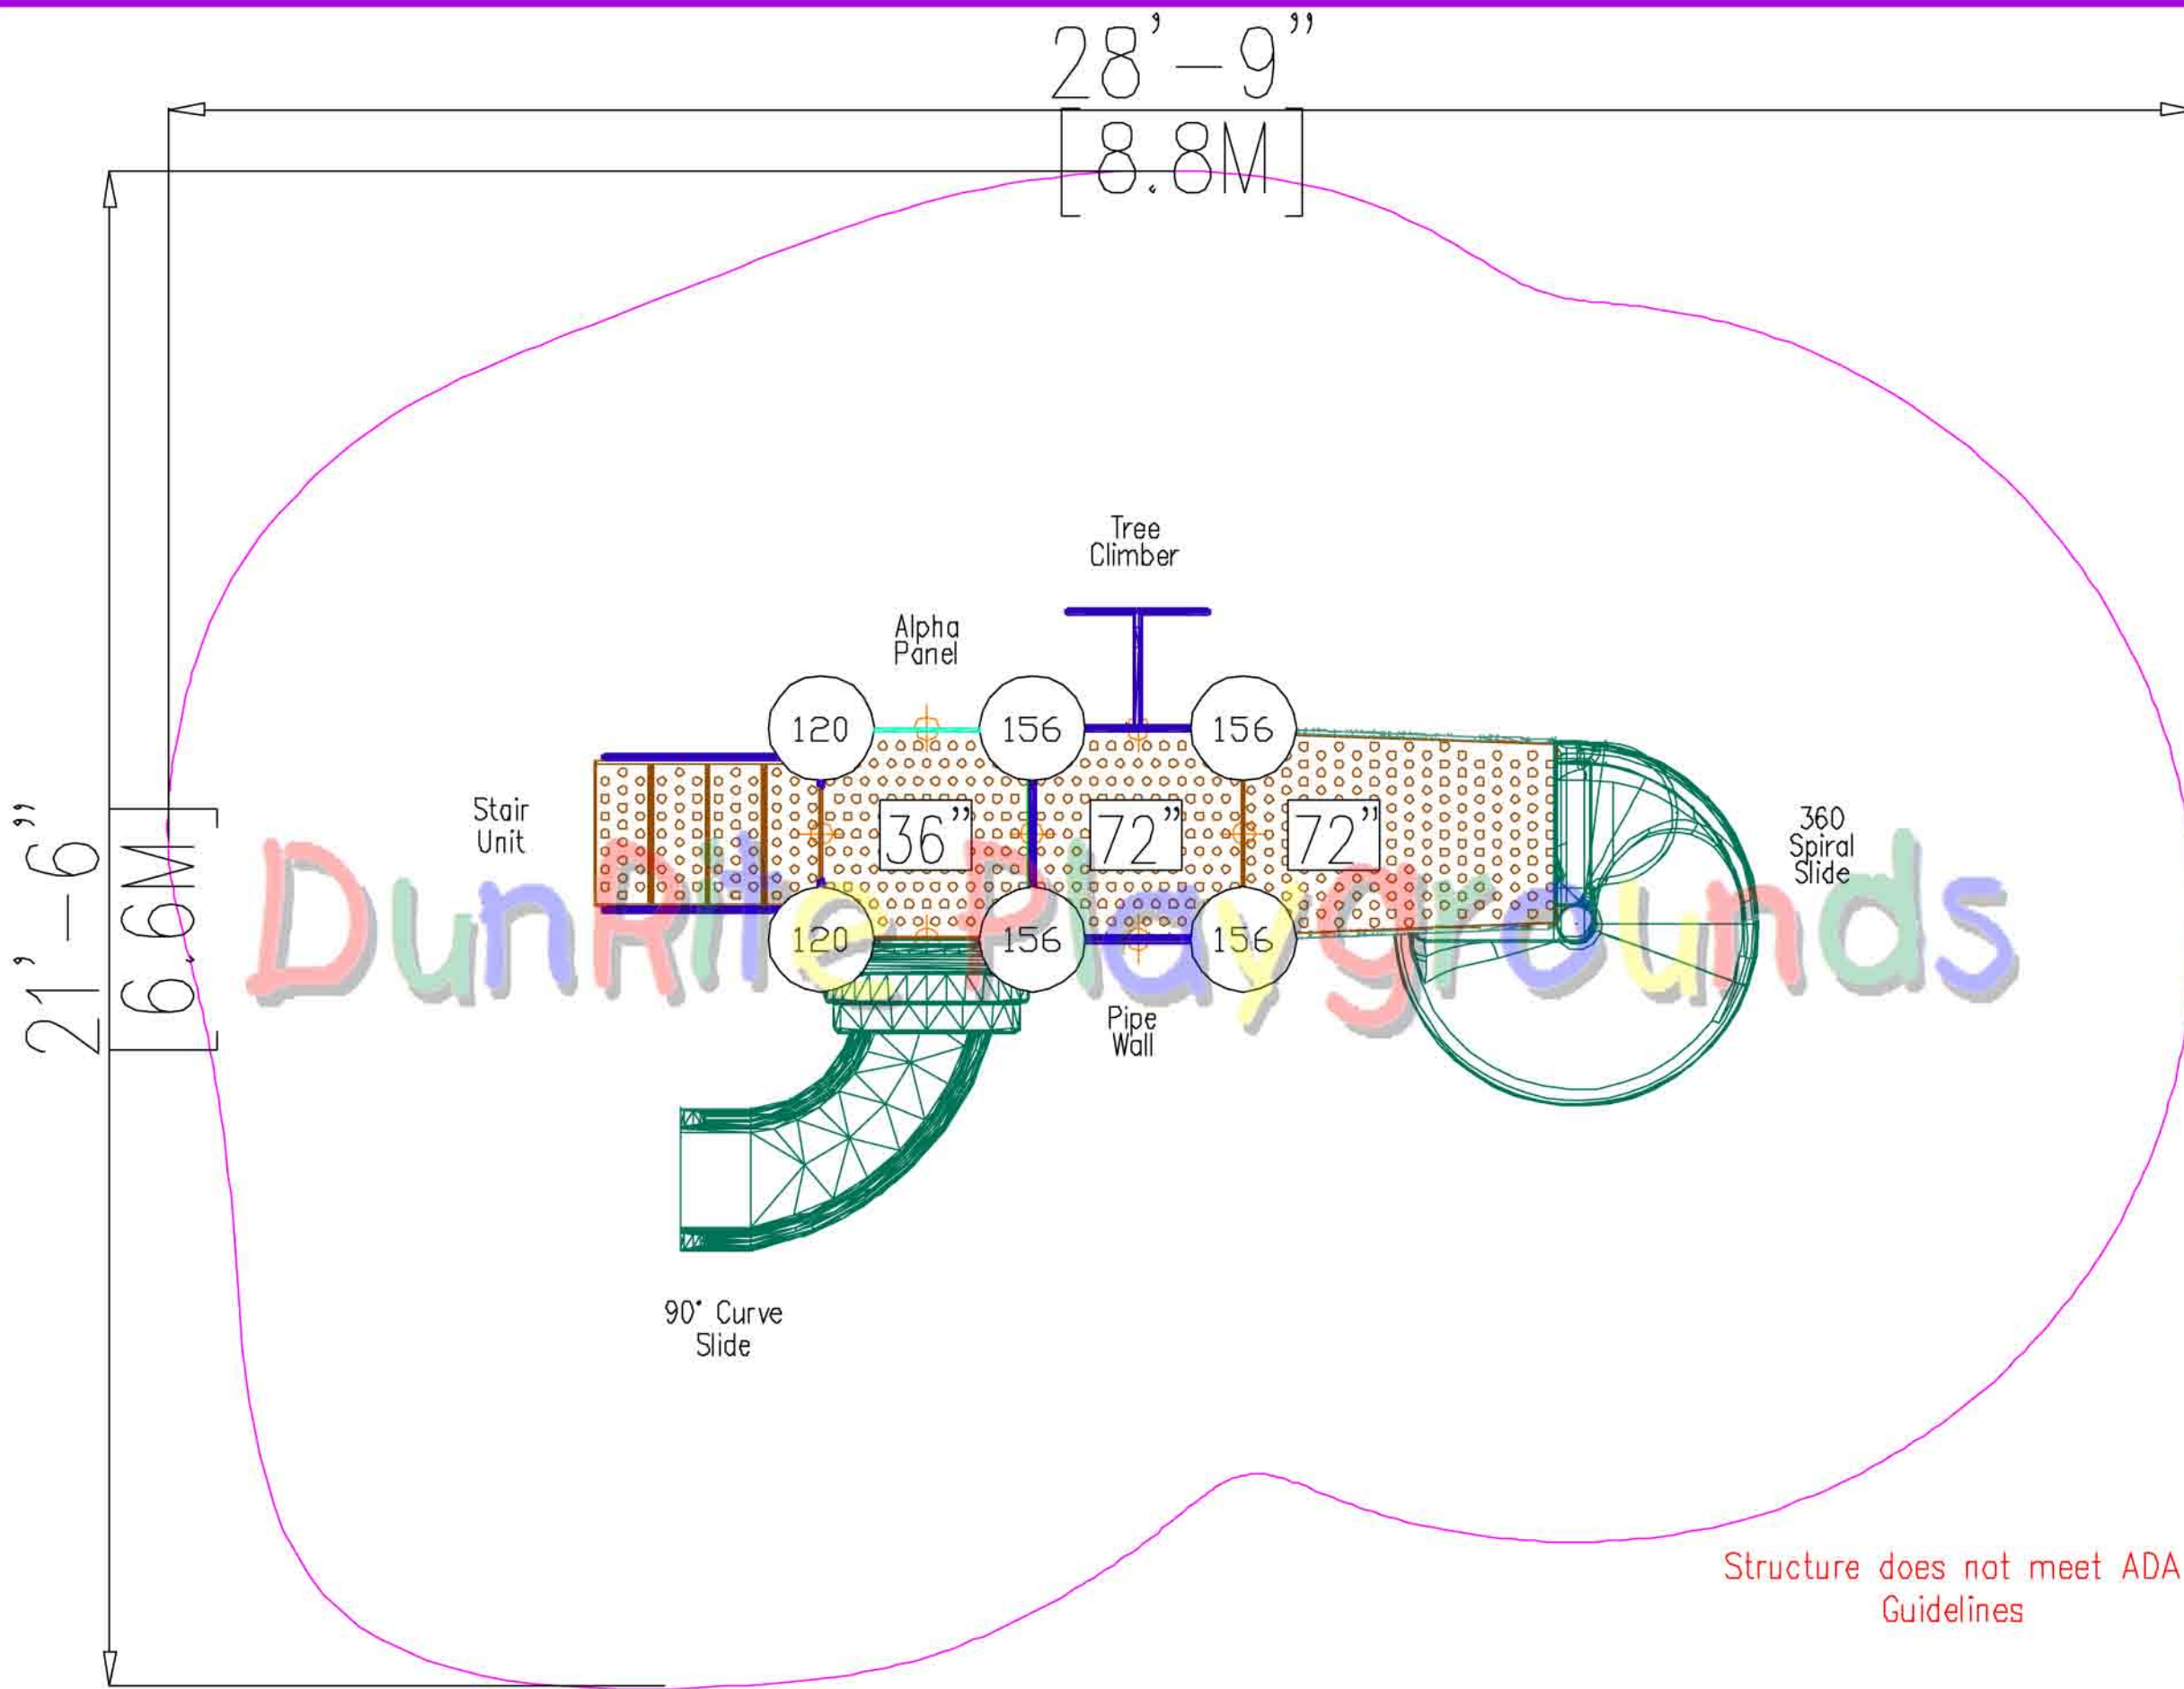 28'-9"
[8.8M]
21'-6"
[6.6M]
Tree
Climber
Alpha
Panel
120
156
156
Stair
Unit
36"
72"
72"
360
Spiral
Slide
DunRite Playgrounds
120
156
156
Pipe
Wall
90° Curve
Slide
Structure does not meet ADA
Guidelines